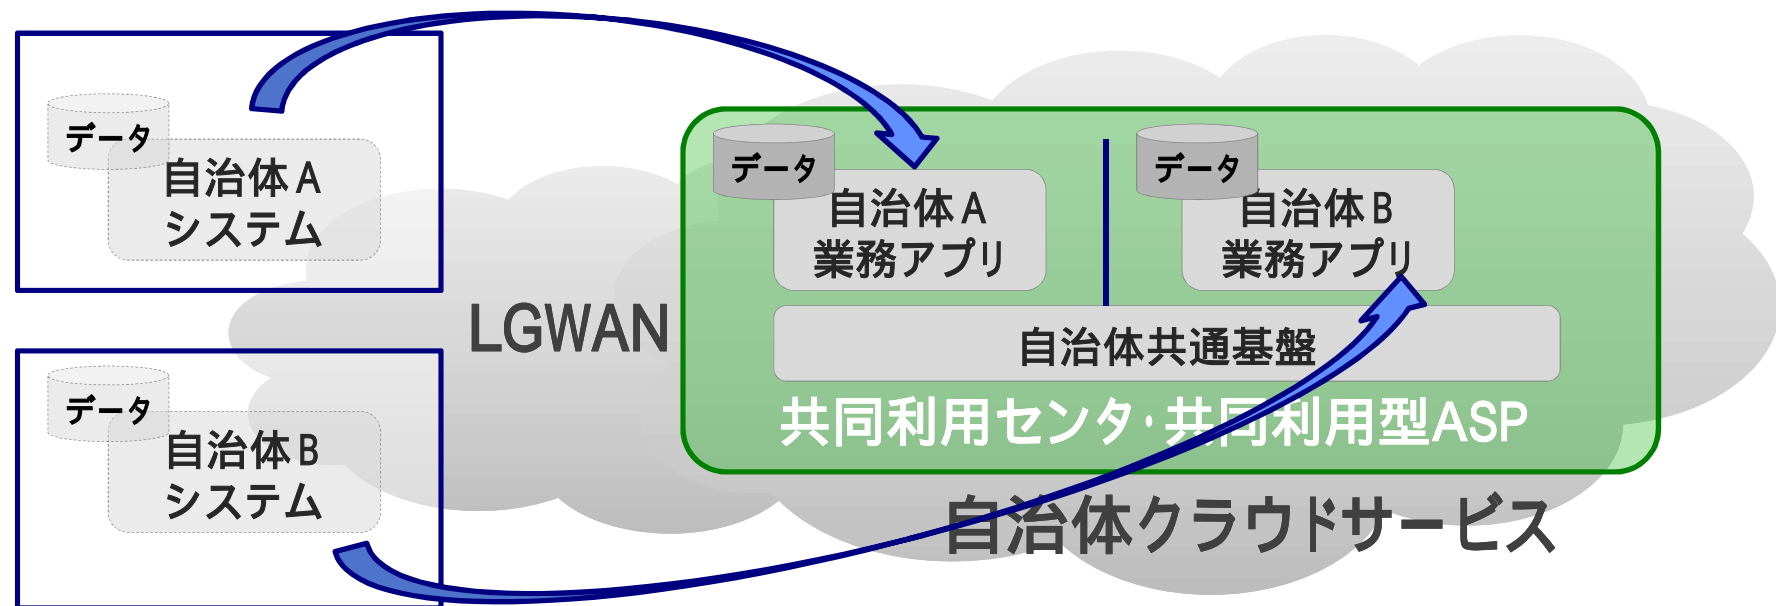 データ
自治体A
システム
データ
自治体B
システム
LGWAN
データ
自治体A
業務アプリ
データ
自治体B
業務アプリ
自治体共通基盤
共同利用センタ・共同利用型ASP
自治体クラウドサービス